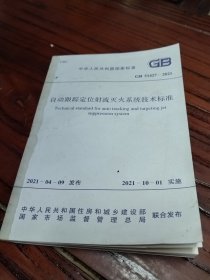 中华人民共和国国家标准
GB
GB 51427-2021
自动跟踪定位射流灭火系统技术标准
Technical standard for auto tracking and targeting jet
suppression system
2021-04-09 发布 2021-10-01 实施
中华人民共和国住房和城乡建设部
国家市场监督管理总局
联合发布